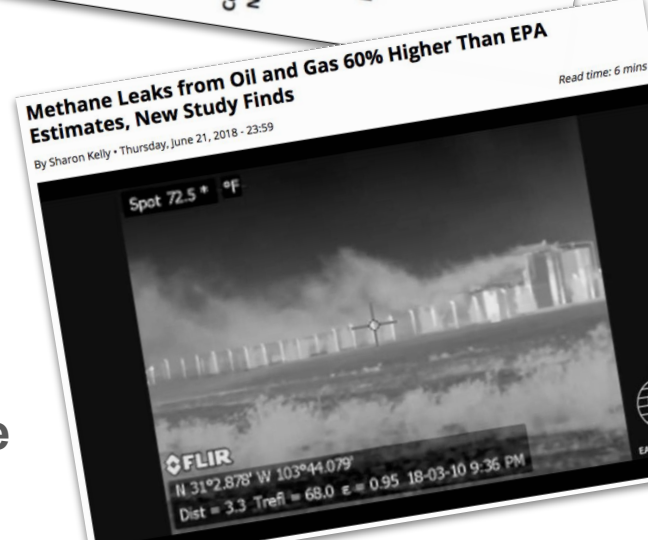 Methane Leaks from Oil and Gas 60% Higher Than EPA
Estimates, New Study Finds
Read time: 6 mins
By Sharon Kelly • Thursday, June 21, 2018 - 23:59
Spot 72.5 * °F
FLIR
N 31°2.878' W 103°44.079'
Dist = 3.3 Trefl = 68.0 ε = 0.95 18-03-10 9:36 PM
e